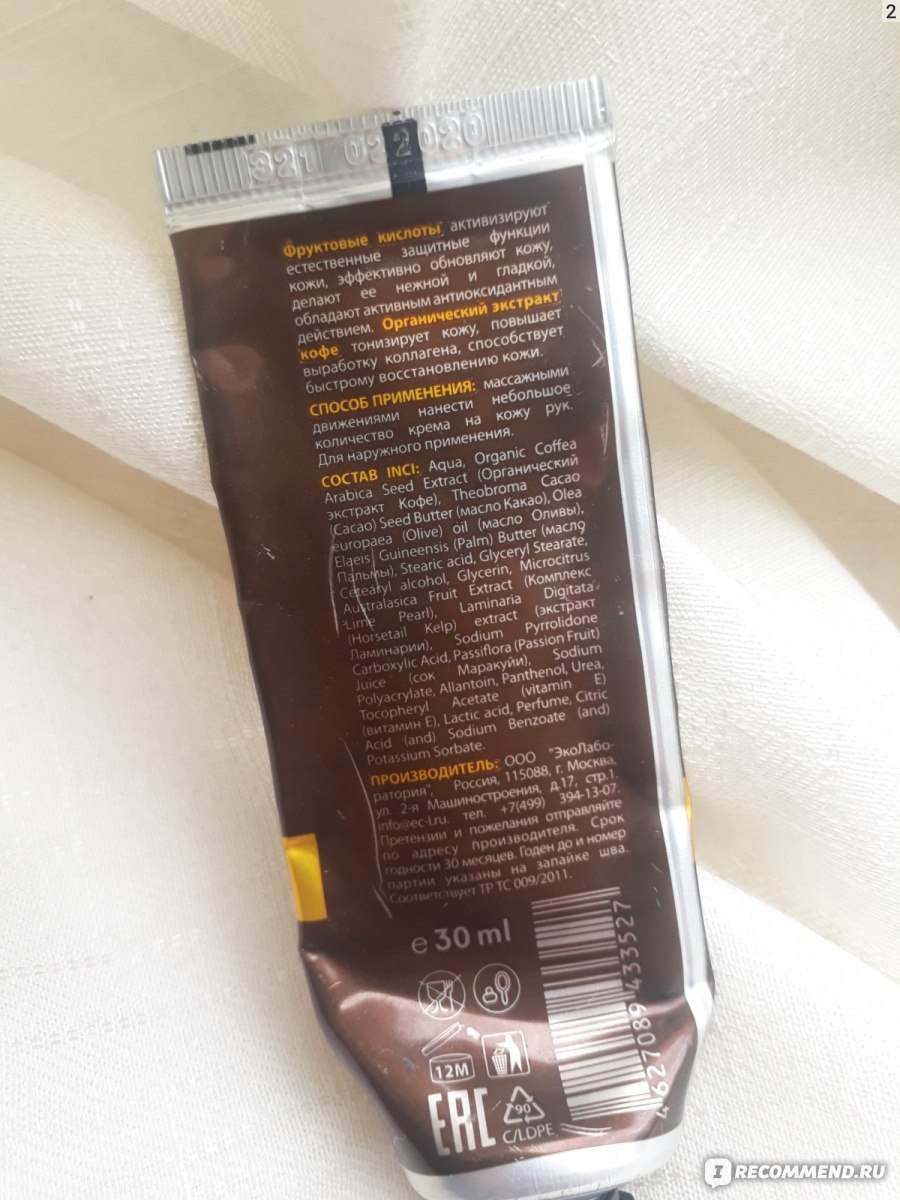 2
321 02 2020
Фруктовые кислоты активизируют
естественные защитные функции
кожи, эффективно обновляют кожу,
делают ее нежной и гладкой,
обладают активным антиоксидантным
действием. Органический экстракт
кофе тонизирует кожу, повышает
выработку коллагена, способствует
быстрому восстановлению кожи.
СПОСОБ ПРИМЕНЕНИЯ: массажными
движениями нанести небольшое
количество крема на кожу рук.
Для наружного применения.
СОСТАВ INCI: Aqua, Organic Coffea
Arabica Seed Extract (Органический
экстракт Кофе), Theobroma Cacao
(Cacao) Seed Butter (масло Какао), Olea
europaea (Olive) oil (масло Оливы),
Elaeis Guineensis (Palm) Butter (масло
Пальмы), Stearic acid, Glyceryl Stearate,
Cetearyl alcohol, Glycerin, Microcitrus
Australasica Fruit Extract (Комплекс
Lime Pearl), Laminaria Digitata
(Horsetail Kelp) extract (экстракт
Ламинарии), Sodium Pyrrolidone
Carboxylic Acid, Passiflora (Passion Fruit)
Juice (сок Маракуйи), Sodium
Polyacrylate, Allantoin, Panthenol, Urea,
Tocopheryl Acetate (vitamin E)
(витамин Е), Lactic acid, Perfume, Citric
Acid (and) Sodium Benzoate (and)
Potassium Sorbate.
ПРОИЗВОДИТЕЛЬ: ООО "ЭкоЛабо-
ратория". Россия, 115088, г. Москва,
ул. 2-я Машиностроения, д.17, стр.1.
info@ec-l.ru. тел. +7(499) 394-13-07.
Претензии и пожелания отправляйте
по адресу производителя. Срок
годности 30 месяцев. Годен до и номер
партии указаны на запайке шва.
Соответствует ТР ТС 009/2011.
e 30 ml
12M
EAC
90
C/LDPE
4 627089 433527
IRECOMMEND.RU